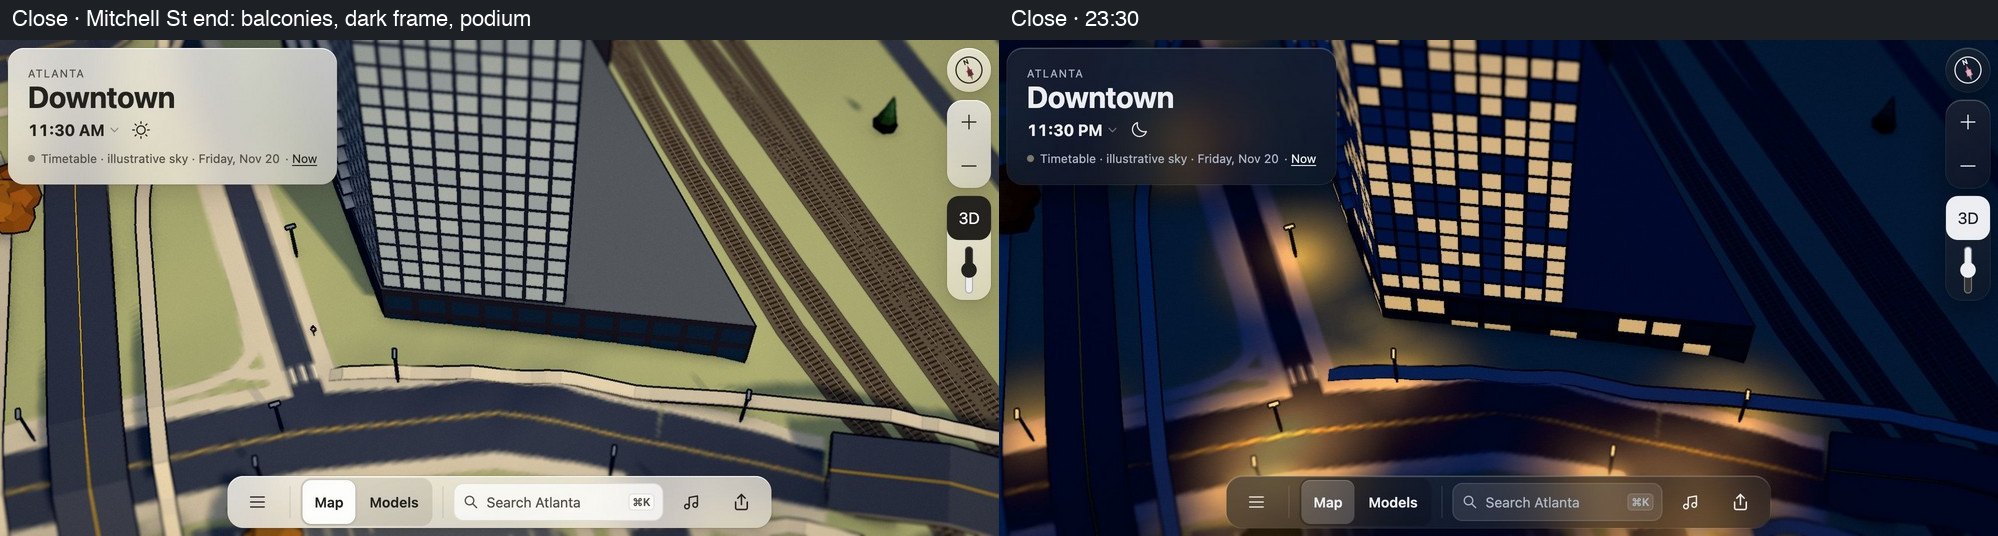 Close · Mitchell St end: balconies, dark frame, podium
ATLANTA
Downtown
11:30 AM
Timetable · illustrative sky · Friday, Nov 20 · Now
N
3D
Map Models Search Atlanta ⌘K
Close · 23:30
ATLANTA
Downtown
11:30 PM
Timetable · illustrative sky · Friday, Nov 20 · Now
N
3D
Map Models Search Atlanta ⌘K